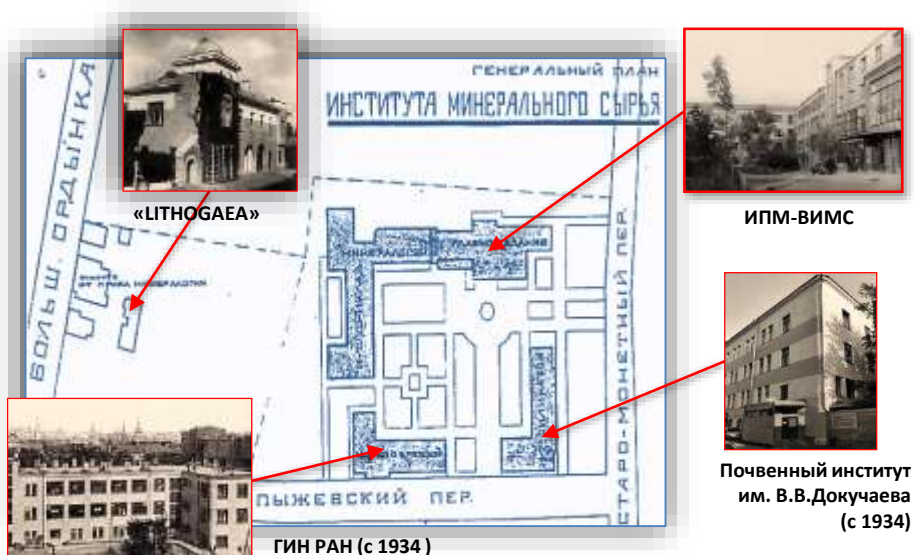 ГЕНЕРАЛЬНЫЙ ПЛАН
ИНСТИТУТА МИНЕРАЛЬНОГО СЫРЬЯ
БОЛЬШ. ОРДЫНКА
«LITHOGAEA»
ИПМ-ВИМС
СТАРО-МОНЕТНЫЙ ПЕР.
ПЫЖЕВСКИЙ ПЕР.
Почвенный институт
им. В.В.Докучаева
(с 1934)
ГИН РАН (с 1934 )